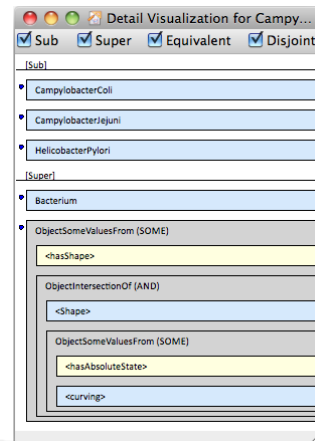 Detail Visualization for Campy...
Sub Super Equivalent Disjoint
[Sub]
CampylobacterColi
CampylobacterJejuni
HelicobacterPylori
[Super]
Bacterium
ObjectSomeValuesFrom (SOME)
<hasShape>
ObjectIntersectionOf (AND)
<Shape>
ObjectSomeValuesFrom (SOME)
<hasAbsoluteState>
<curving>